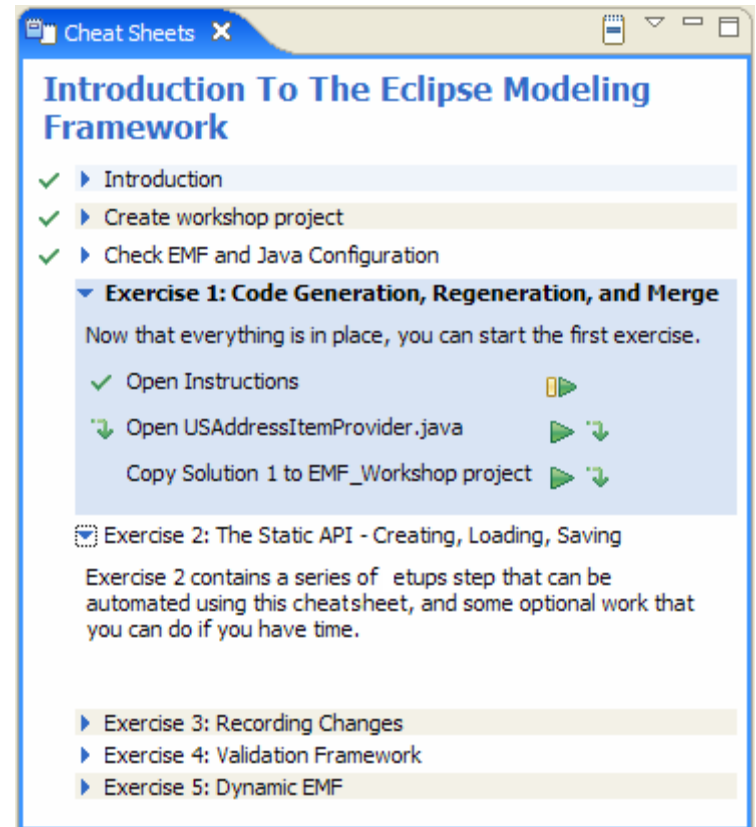 Cheat Sheets
Introduction To The Eclipse Modeling
Framework
Introduction
Create workshop project
Check EMF and Java Configuration
Exercise 1: Code Generation, Regeneration, and Merge
Now that everything is in place, you can start the first exercise.
Open Instructions
Open USAddressItemProvider.java
Copy Solution 1 to EMF_Workshop project
Exercise 2: The Static API - Creating, Loading, Saving
Exercise 2 contains a series of etups step that can be
automated using this cheatsheet, and some optional work that
you can do if you have time.
Exercise 3: Recording Changes
Exercise 4: Validation Framework
Exercise 5: Dynamic EMF